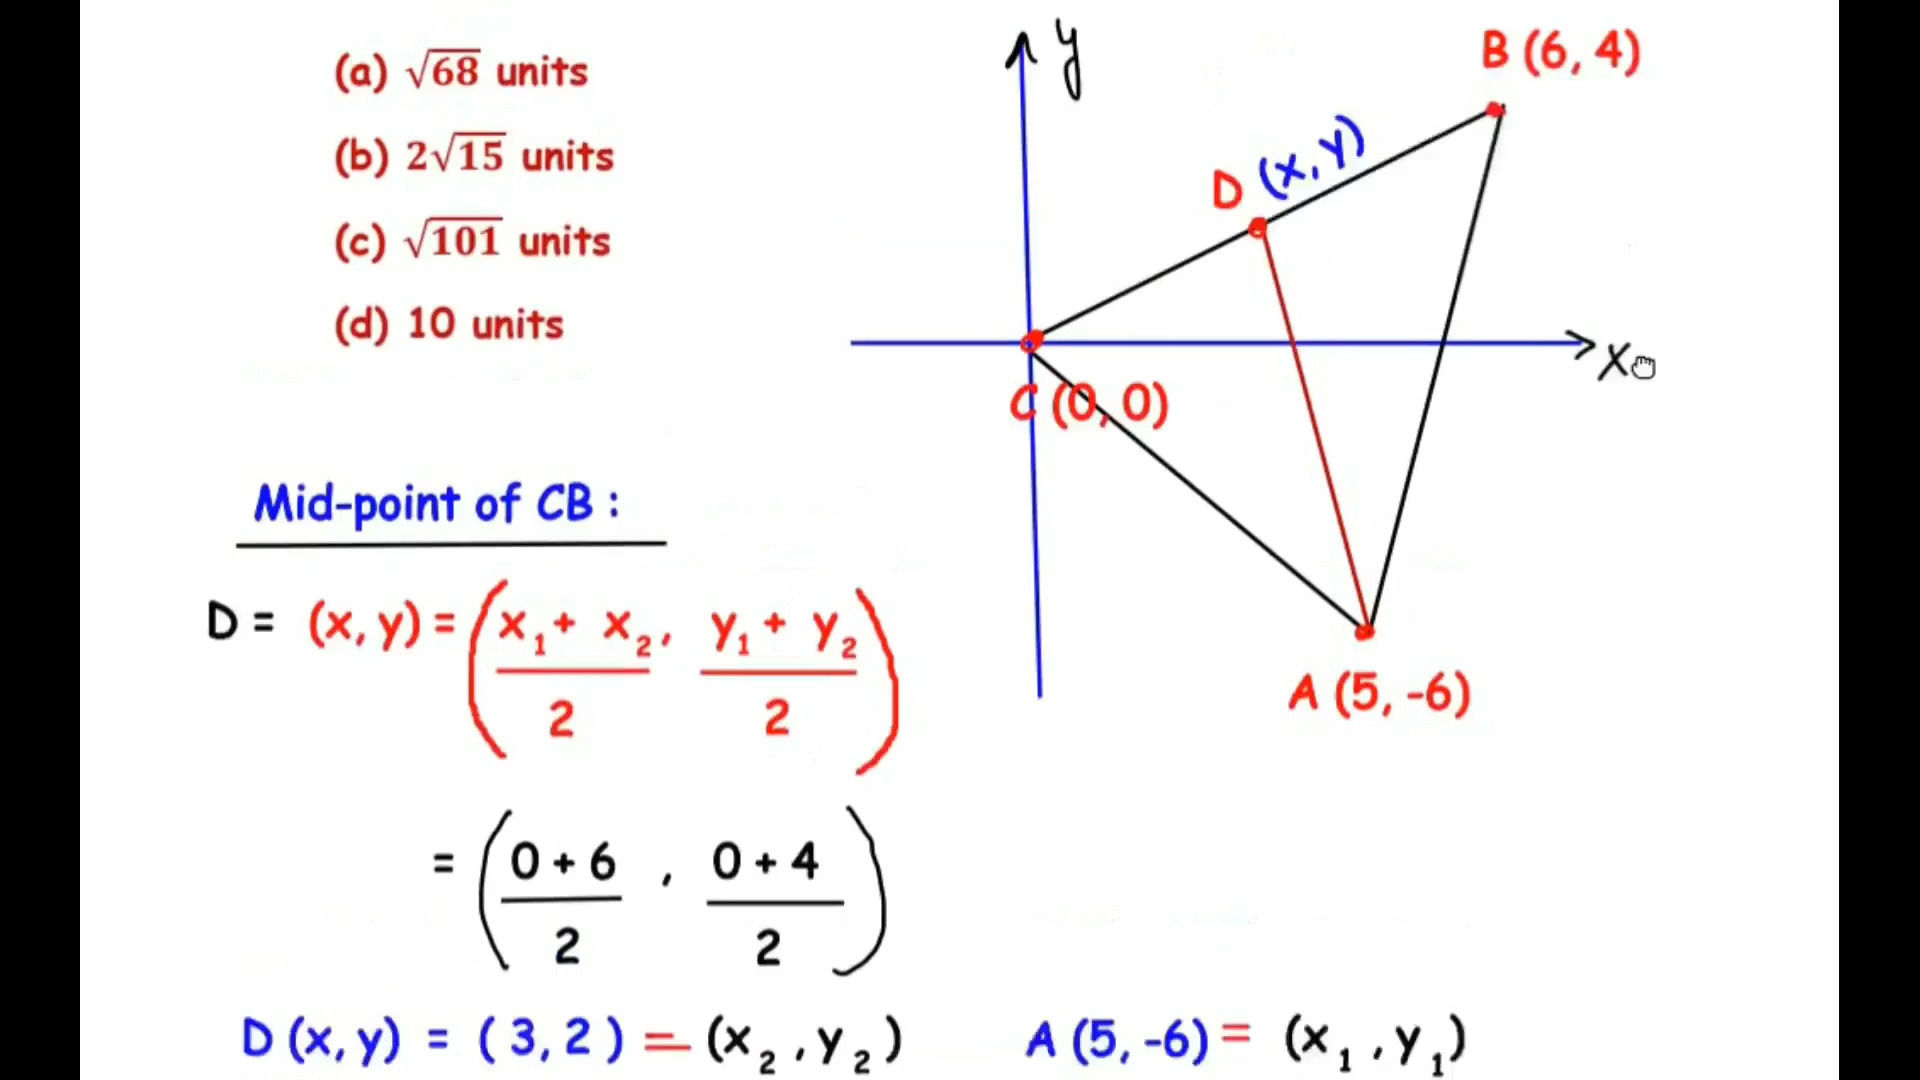 (a) √68 units
(b) 2√15 units
(c) √101 units
(d) 10 units
y
B (6, 4)
D (x, y)
x
C (0, 0)
A (5, -6)
Mid-point of CB :
D = (x, y) = (x₁ + x₂ / 2, y₁ + y₂ / 2)
= (0 + 6 / 2 , 0 + 4 / 2)
D (x, y) = ( 3, 2 ) = (x₂ , y₂ )
A (5, -6) = (x₁ , y₁ )